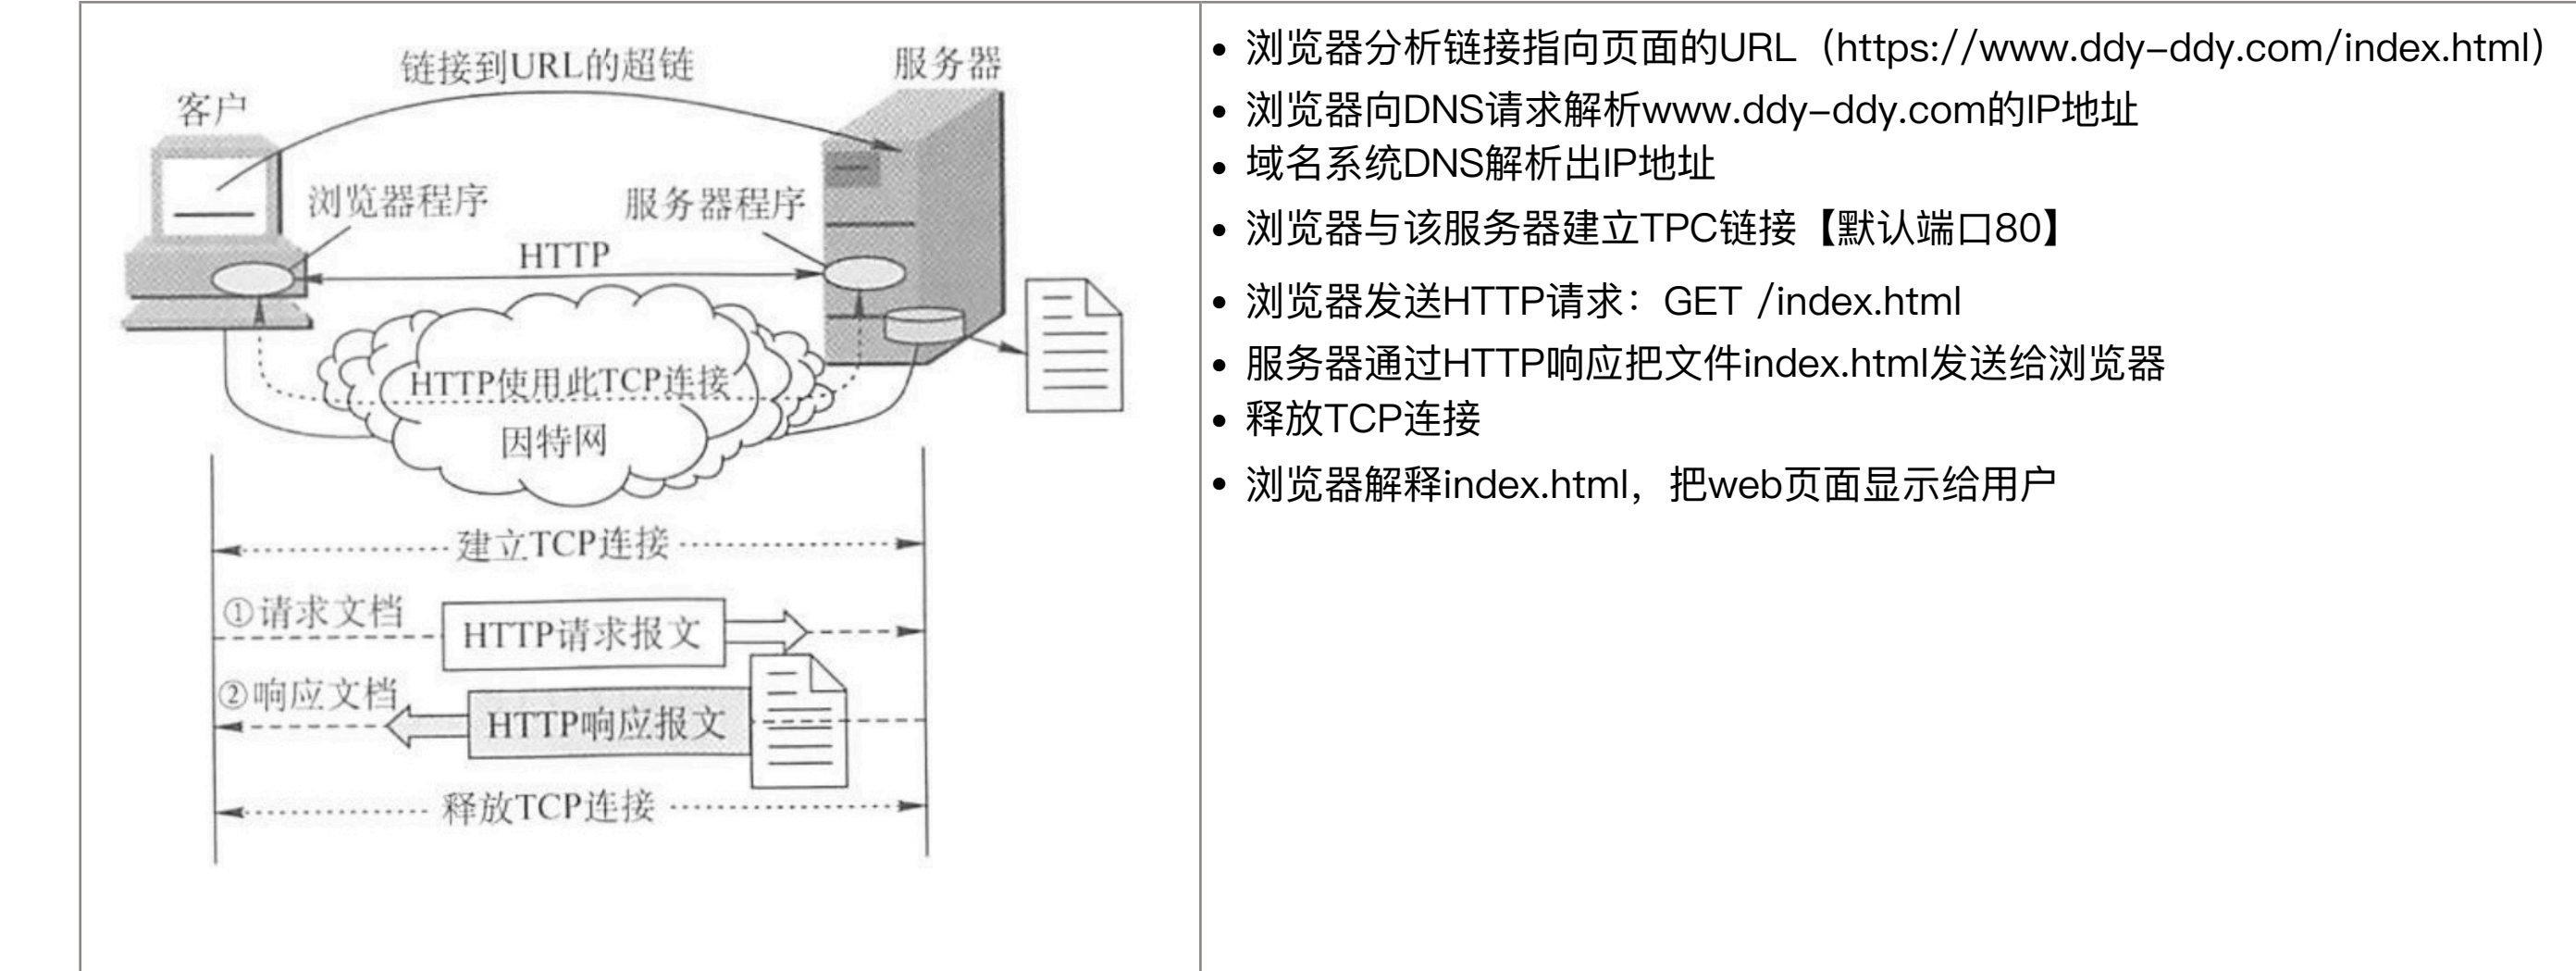 链接到URL的超链
服务器
客户
浏览器程序
服务器程序
HTTP
HTTP使用此TCP连接
因特网
建立TCP连接
①请求文档
HTTP请求报文
②响应文档
HTTP响应报文
释放TCP连接
• 浏览器分析链接指向页面的URL（https://www.ddy-ddy.com/index.html）
• 浏览器向DNS请求解析www.ddy-ddy.com的IP地址
• 域名系统DNS解析出IP地址
• 浏览器与该服务器建立TPC链接【默认端口80】
• 浏览器发送HTTP请求：GET /index.html
• 服务器通过HTTP响应把文件index.html发送给浏览器
• 释放TCP连接
• 浏览器解释index.html，把web页面显示给用户